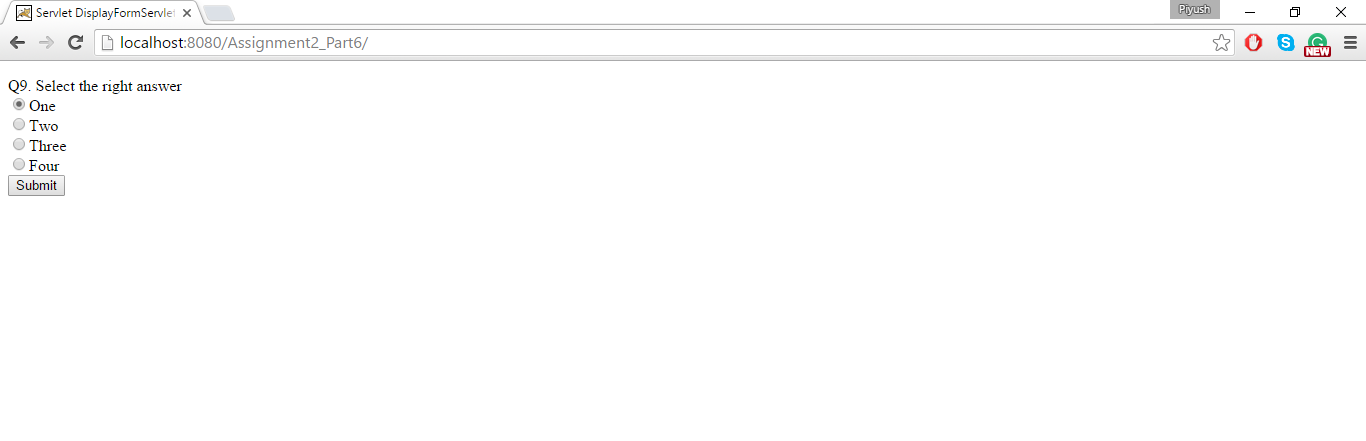 Servlet DisplayFormServlet
Piyush
localhost:8080/Assignment2_Part6/
NEW
Q9. Select the right answer
One
Two
Three
Four
Submit